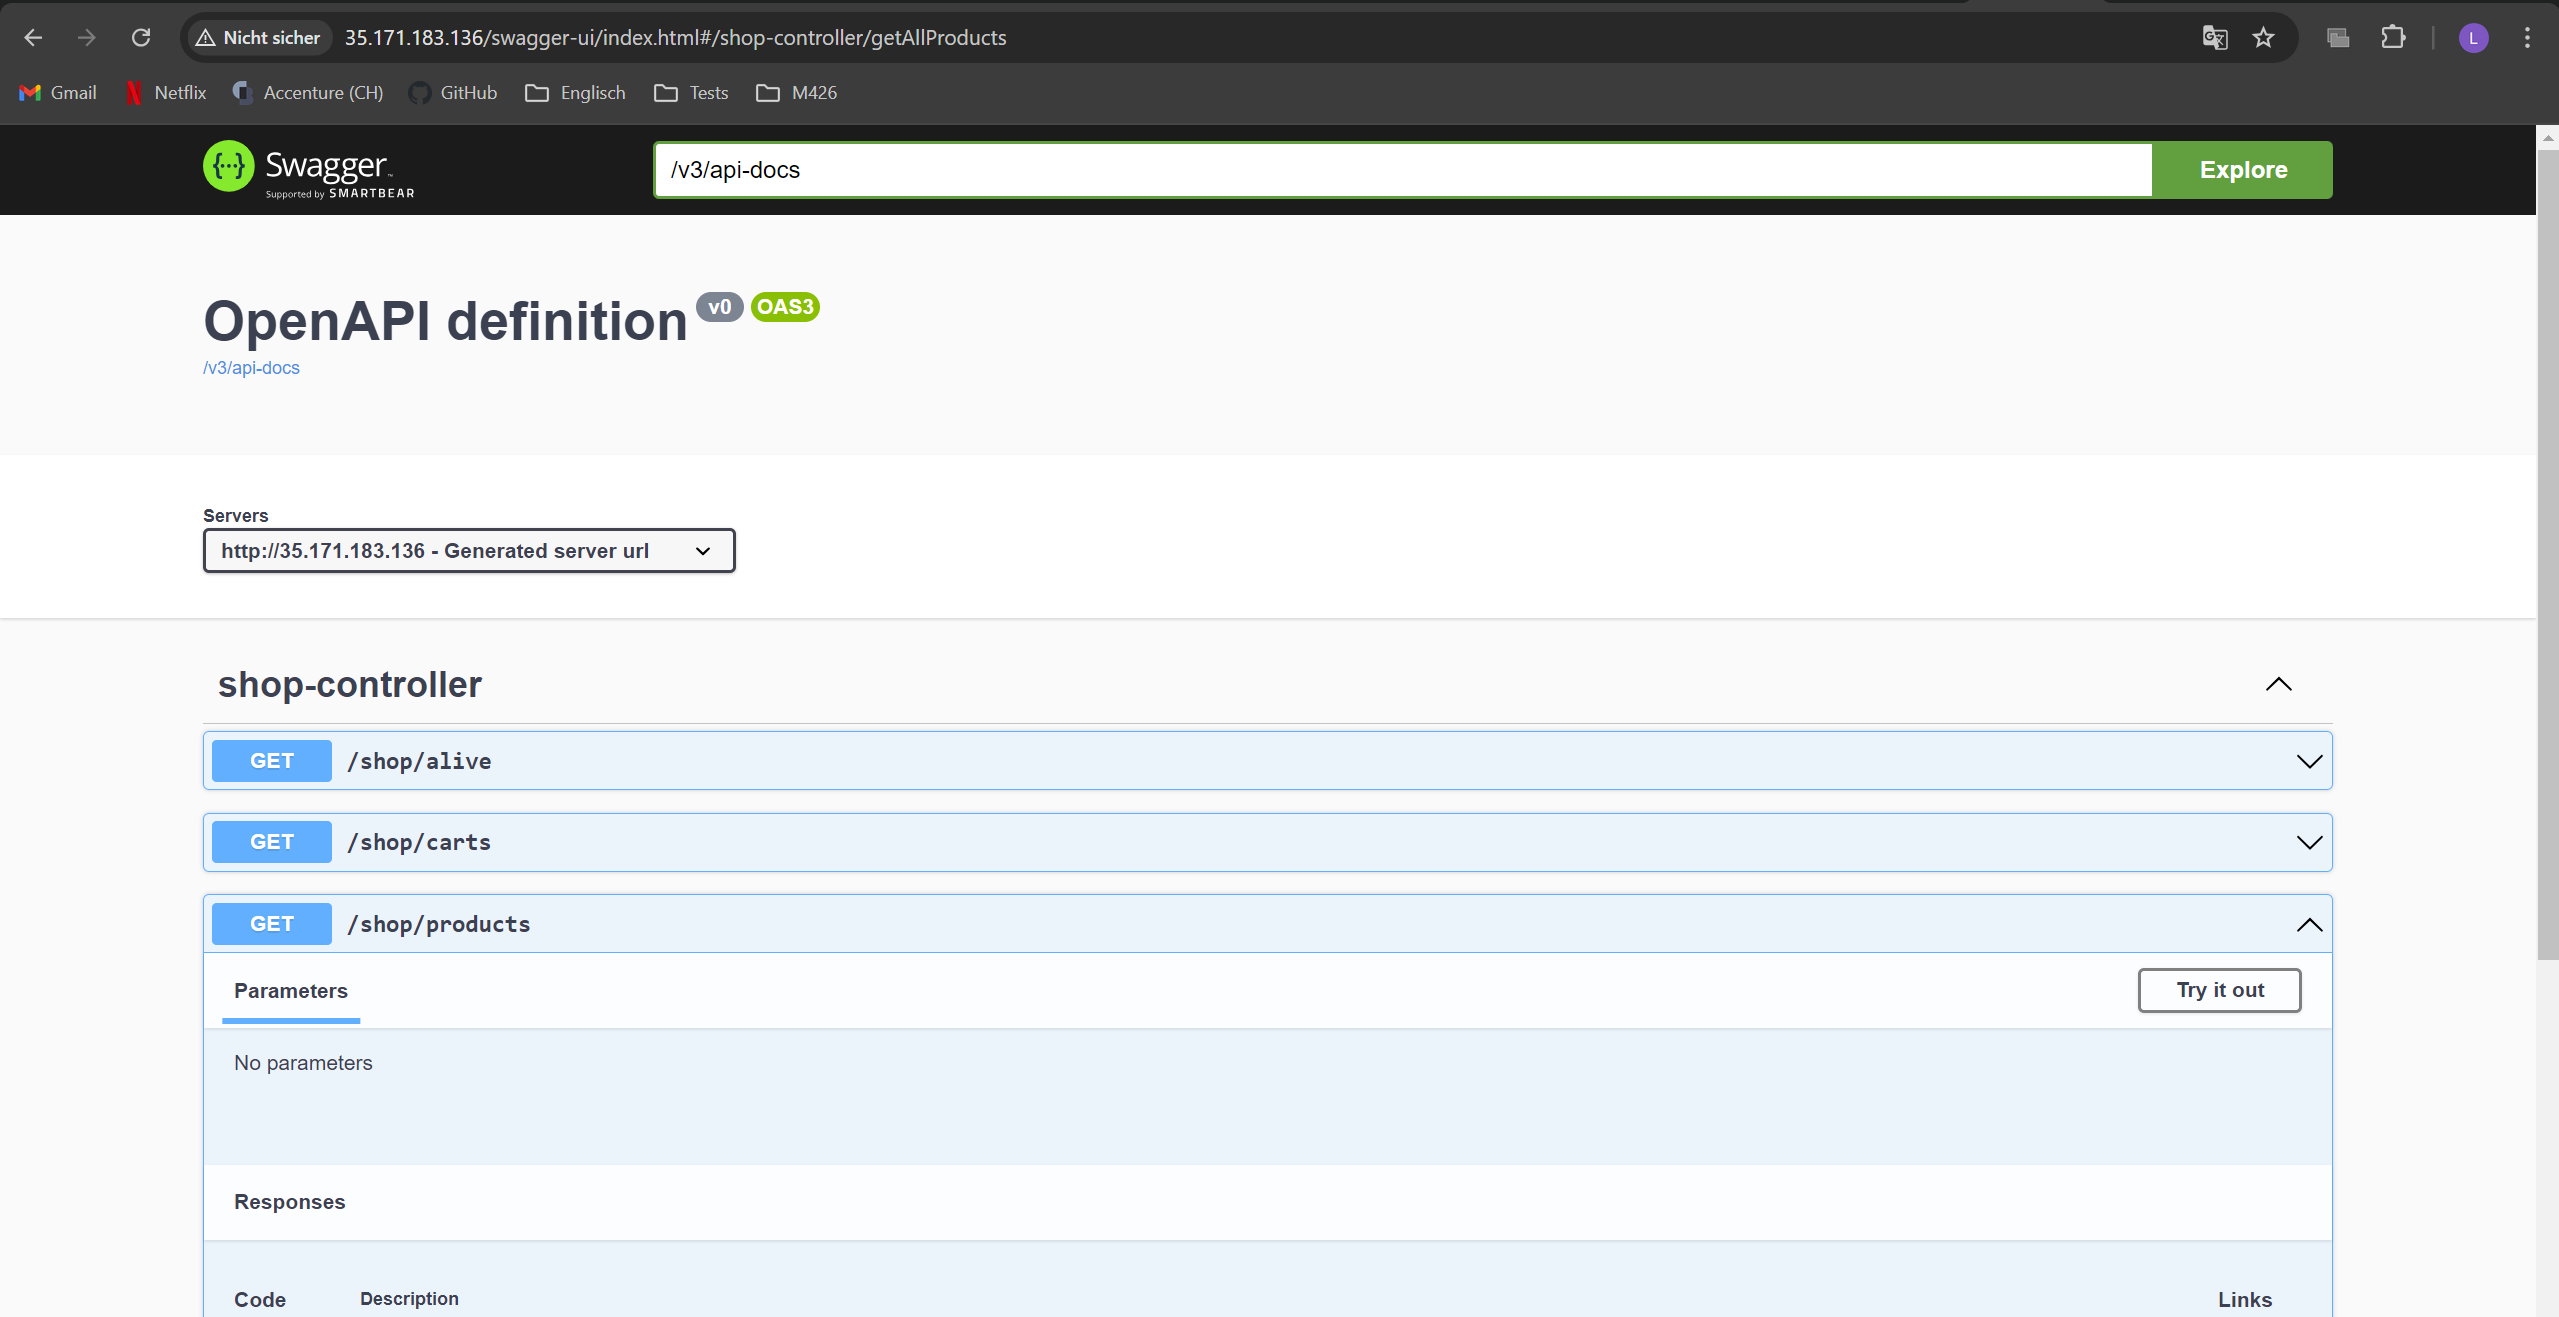 Nicht sicher 35.171.183.136/swagger-ui/index.html#/shop-controller/getAllProducts L
Gmail Netflix Accenture (CH) GitHub Englisch Tests M426
{···} Swagger™ /v3/api-docs Explore
Supported by SMARTBEAR
OpenAPI definition v0 OAS3
/v3/api-docs
Servers
http://35.171.183.136 - Generated server url
shop-controller
GET /shop/alive
GET /shop/carts
GET /shop/products
Parameters Try it out
No parameters
Responses
Code Description Links